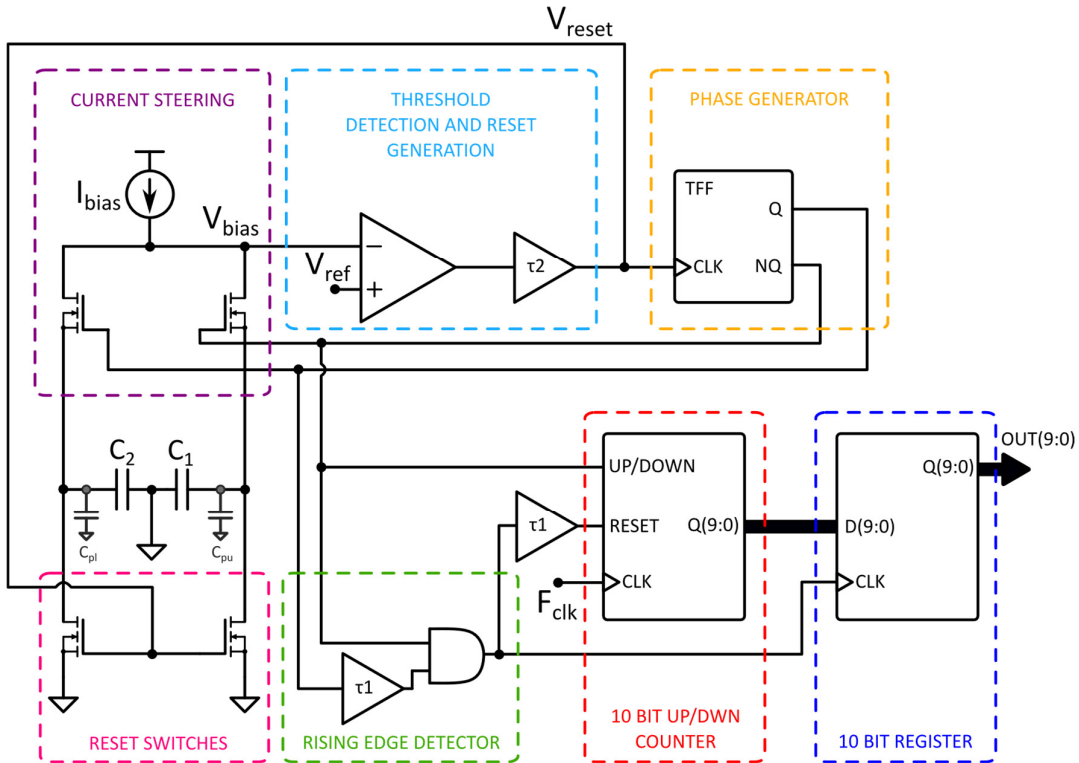 Vreset
CURRENT STEERING
THRESHOLD
DETECTION AND RESET
GENERATION
PHASE GENERATOR
Ibias
Vbias
Vref
−
+
τ2
TFF
Q
CLK
NQ
C2
C1
Cpl
Cpu
UP/DOWN
RESET
Q(9:0)
CLK
Fclk
τ1
D(9:0)
Q(9:0)
CLK
OUT(9:0)
τ1
RESET SWITCHES
RISING EDGE DETECTOR
10 BIT UP/DWN
COUNTER
10 BIT REGISTER